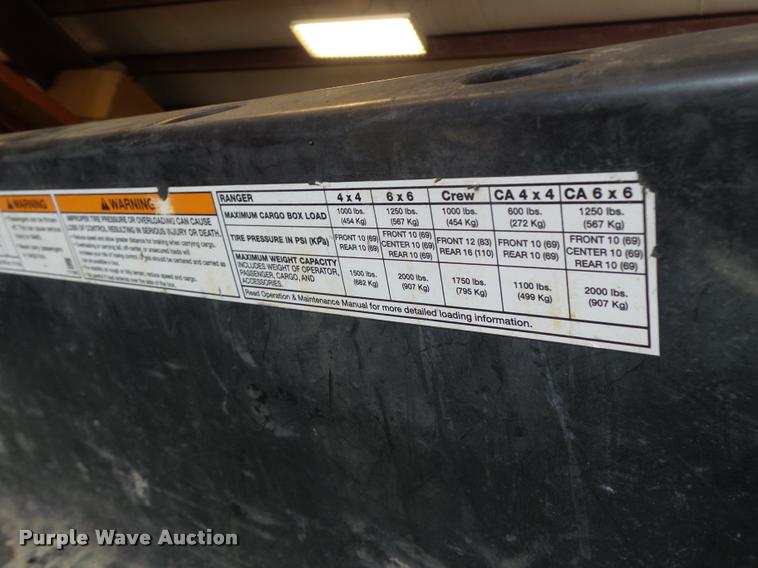 WARNING
WARNING
IMPROPER TIRE PRESSURE OR OVERLOADING CAN CAUSE
LOSS OF CONTROL RESULTING IN SERIOUS INJURY OR DEATH.
RANGER 4 x 4 6 x 6 Crew CA 4 x 4 CA 6 x 6
MAXIMUM CARGO BOX LOAD 1000 lbs. (454 Kg) 1250 lbs. (567 Kg) 1000 lbs. (454 Kg) 600 lbs. (272 Kg) 1250 lbs. (567 Kg)
TIRE PRESSURE IN PSI (KPa) FRONT 10 (69) REAR 10 (69) FRONT 10 (69) CENTER 10 (69) REAR 10 (69) FRONT 12 (83) REAR 16 (110) FRONT 10 (69) REAR 10 (69) FRONT 10 (69) CENTER 10 (69) REAR 10 (69)
MAXIMUM WEIGHT CAPACITY
INCLUDES WEIGHT OF OPERATOR,
PASSENGER, CARGO, AND
ACCESSORIES. 1500 lbs. (682 Kg) 2000 lbs. (907 Kg) 1750 lbs. (795 Kg) 1100 lbs. (499 Kg) 2000 lbs. (907 Kg)
Read Operation & Maintenance Manual for more detailed loading information.
Purple Wave Auction